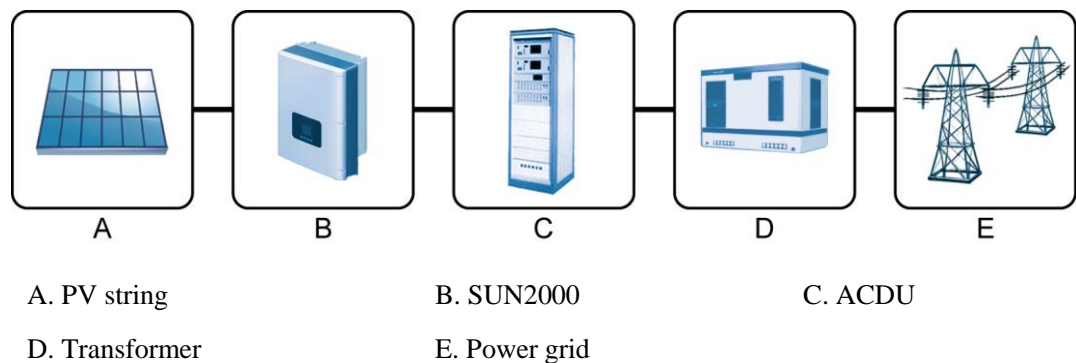 A B C D E
A. PV string B. SUN2000 C. ACDU
D. Transformer E. Power grid